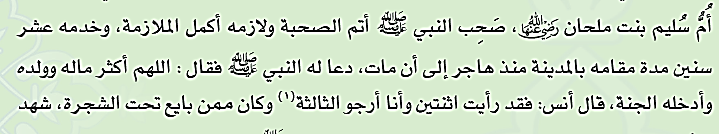 أُمُّ سُليم بنت ملحان رضي الله عنها، صَحِب النبي ﷺ أتم الصحبة ولازمه أكمل الملازمة، وخدمه عشر
سنين مدة مقامه بالمدينة منذ هاجر إلى أن مات، دعا له النبي ﷺ فقال: اللهم أكثر ماله وولده
وأدخله الجنة، قال أنس: فقد رأيت اثنتين وأنا أرجو الثالثة(١) وكان ممن بايع تحت الشجرة، شهد